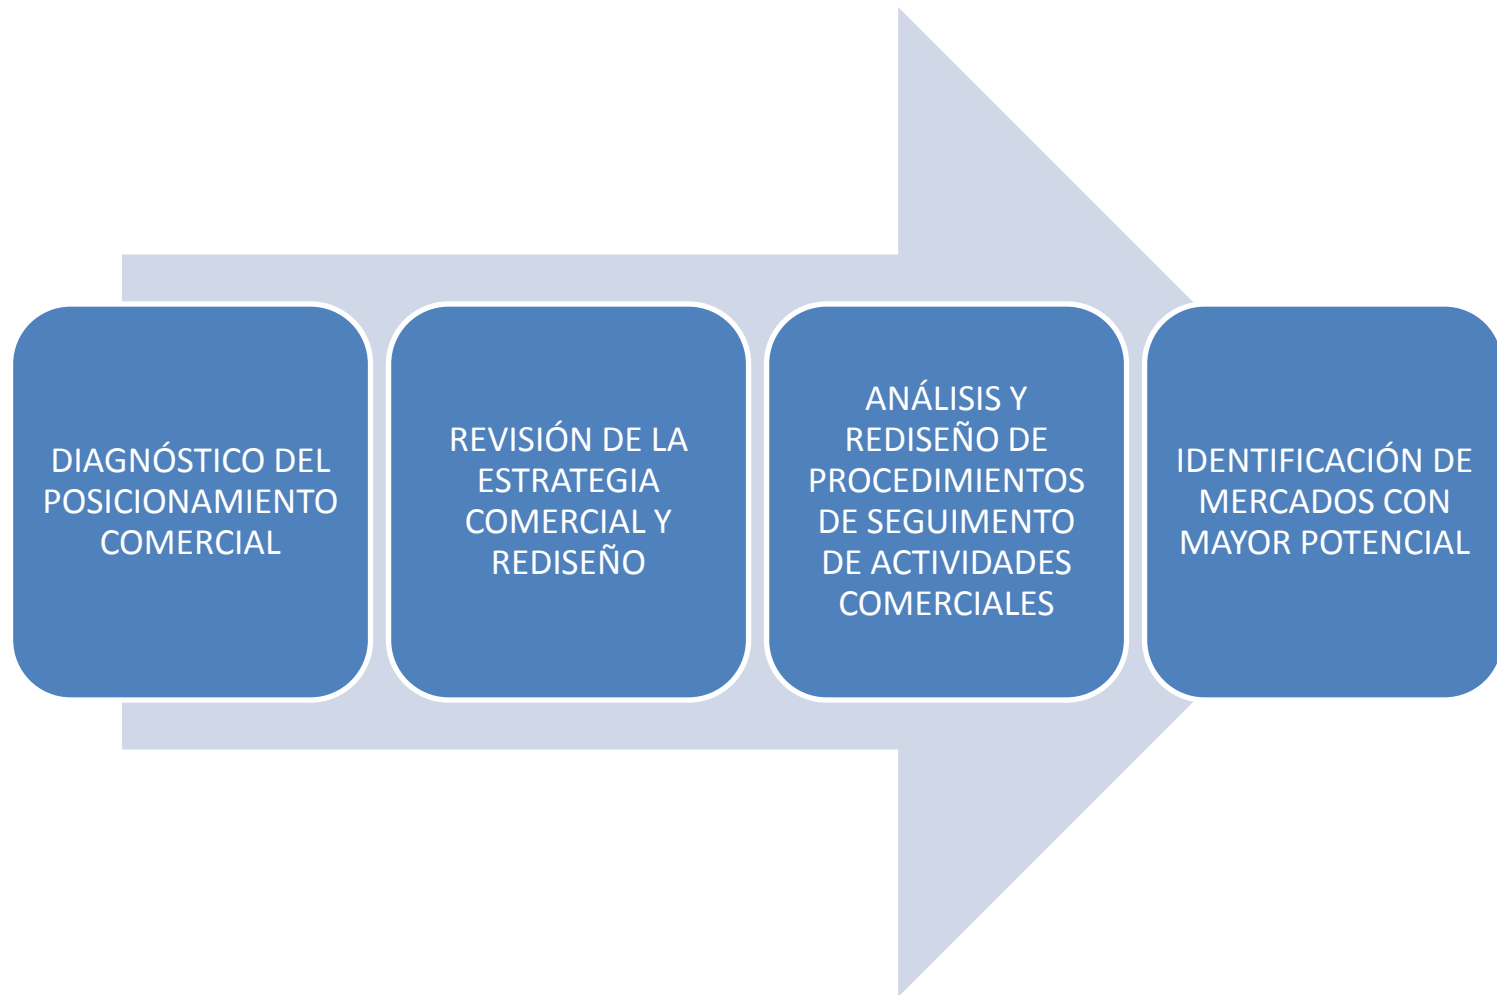 DIAGNÓSTICO DEL
POSICIONAMIENTO
COMERCIAL
REVISIÓN DE LA
ESTRATEGIA
COMERCIAL Y
REDISEÑO
ANÁLISIS Y
REDISEÑO DE
PROCEDIMIENTOS
DE SEGUIMENTO
DE ACTIVIDADES
COMERCIALES
IDENTIFICACIÓN DE
MERCADOS CON
MAYOR POTENCIAL